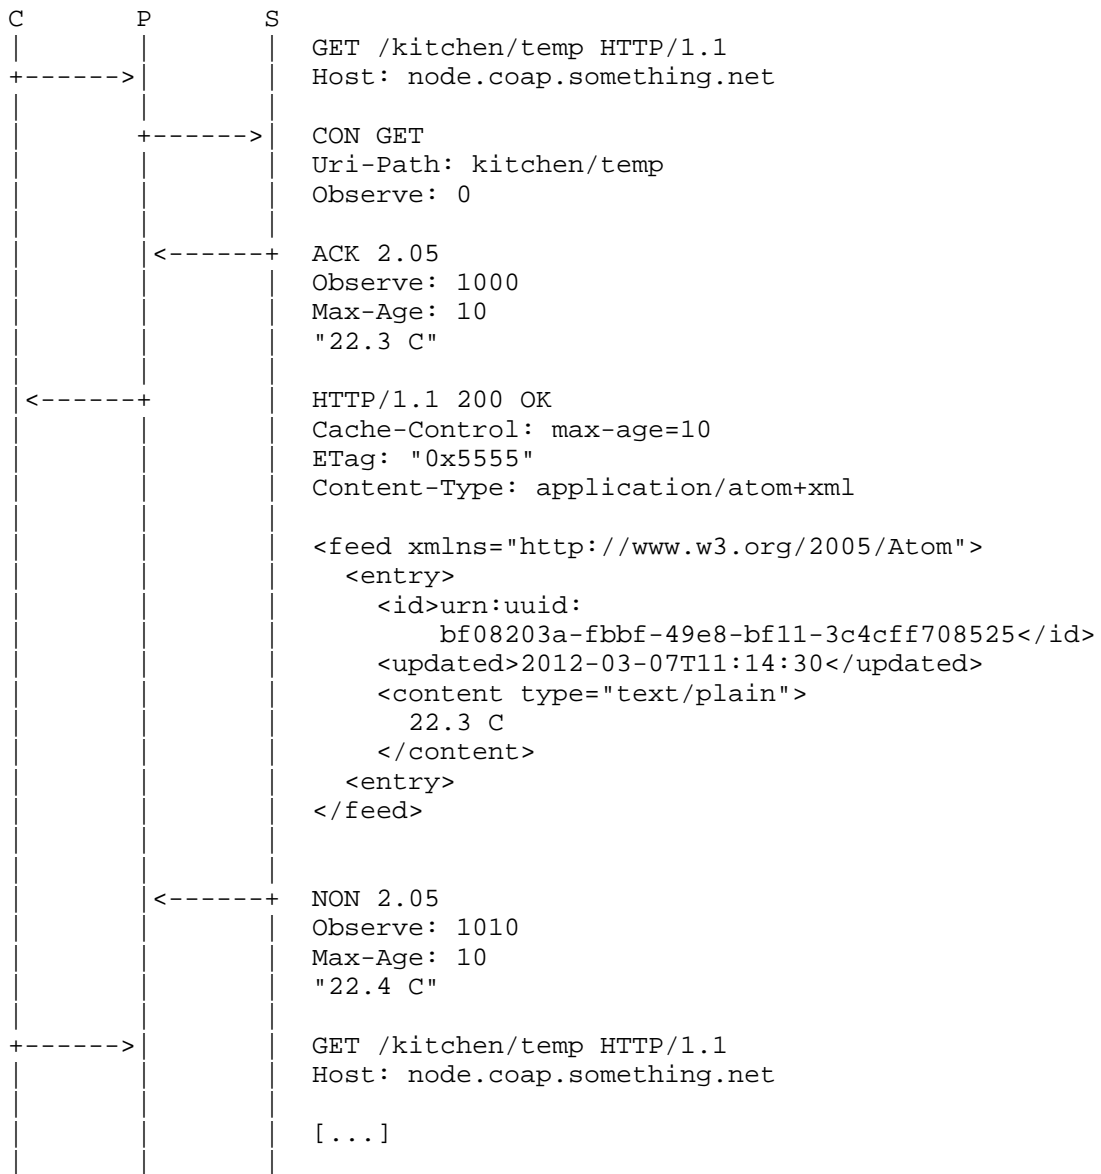 C P S
GET /kitchen/temp HTTP/1.1
Host: node.coap.something.net
CON GET
Uri-Path: kitchen/temp
Observe: 0
ACK 2.05
Observe: 1000
Max-Age: 10
"22.3 C"
HTTP/1.1 200 OK
Cache-Control: max-age=10
ETag: "0x5555"
Content-Type: application/atom+xml
<feed xmlns="http://www.w3.org/2005/Atom">
<entry>
<id>urn:uuid:
bf08203a-fbbf-49e8-bf11-3c4cff708525</id>
<updated>2012-03-07T11:14:30</updated>
<content type="text/plain">
22.3 C
</content>
<entry>
</feed>
NON 2.05
Observe: 1010
Max-Age: 10
"22.4 C"
GET /kitchen/temp HTTP/1.1
Host: node.coap.something.net
[...]